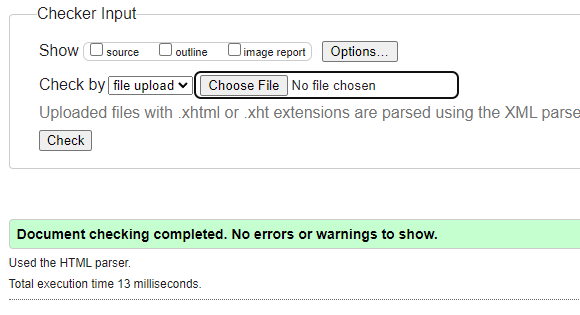 Checker Input
Show source outline image report Options...
Check by file upload Choose File No file chosen
Uploaded files with .xhtml or .xht extensions are parsed using the XML parse
Check
Document checking completed. No errors or warnings to show.
Used the HTML parser.
Total execution time 13 milliseconds.